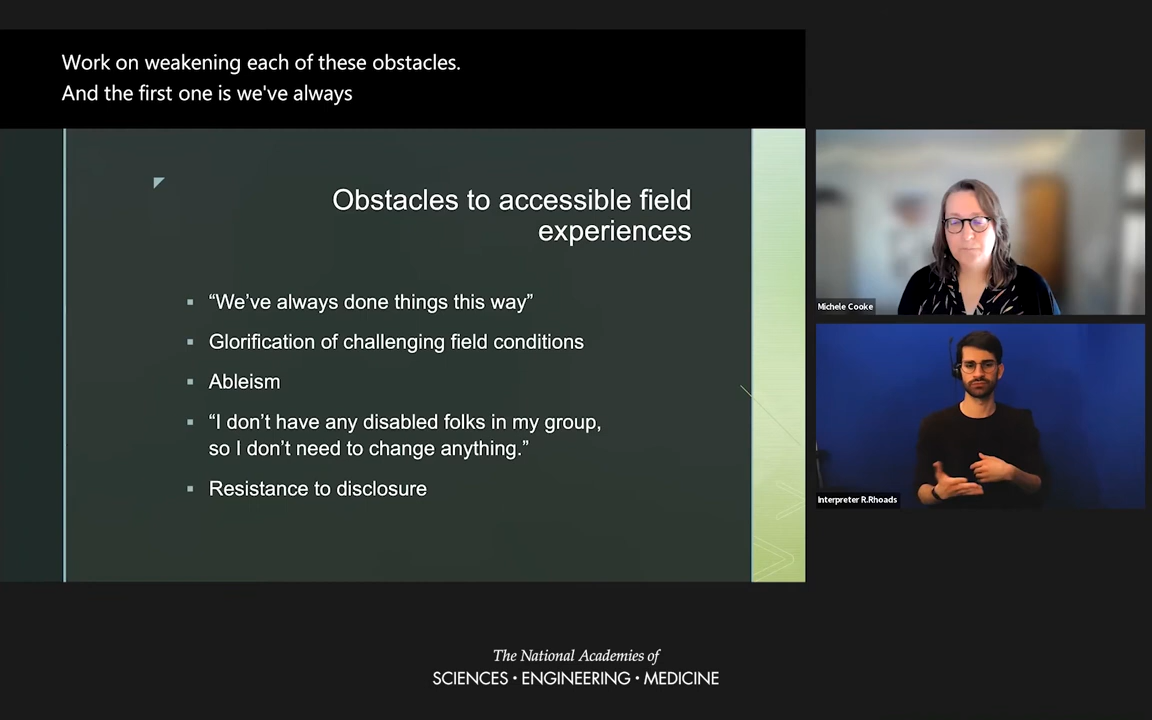 Work on weakening each of these obstacles.
And the first one is we've always
Obstacles to accessible field
experiences
▪ “We’ve always done things this way”
▪ Glorification of challenging field conditions
▪ Ableism
▪ “I don’t have any disabled folks in my group,
so I don’t need to change anything.”
▪ Resistance to disclosure
Michele Cooke
Interpreter R.Rhoads
The National Academies of
SCIENCES • ENGINEERING • MEDICINE